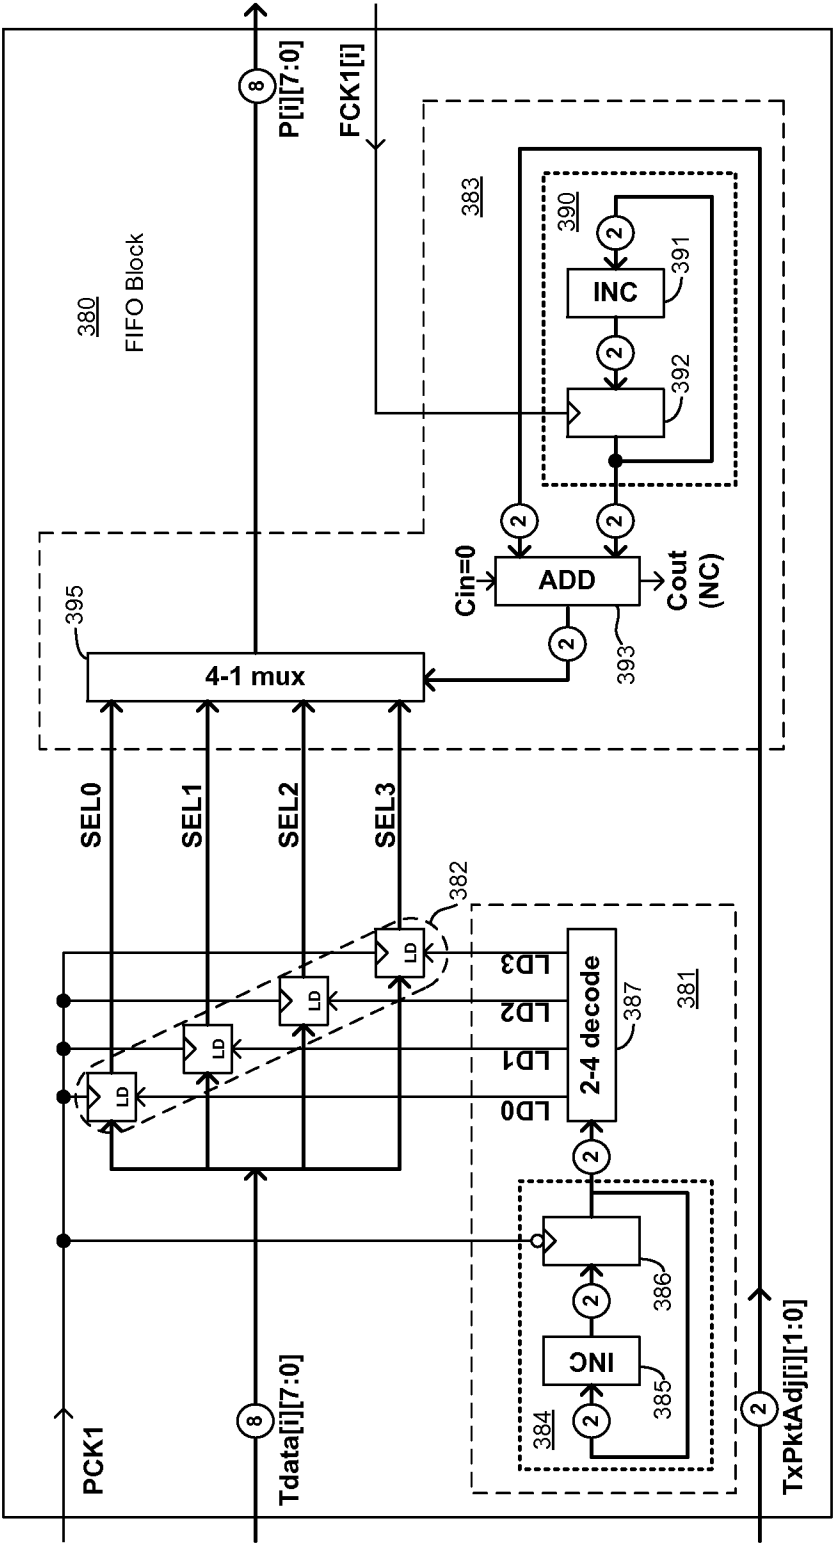 P[i][7:0]
8
FCK1[i]
380
FIFO Block
383
390
2
391
INC
2
392
2
2
Cin=0
ADD
Cout
(NC)
393
2
395
4-1 mux
SEL0
SEL1
SEL2
SEL3
382
LD
LD
LD
LD
LD0
LD1
LD2
LD3
2-4 decode
387
381
2
386
2
INC
385
2
384
PCK1
8
Tdata[i][7:0]
2
TxPktAdj[i][1:0]